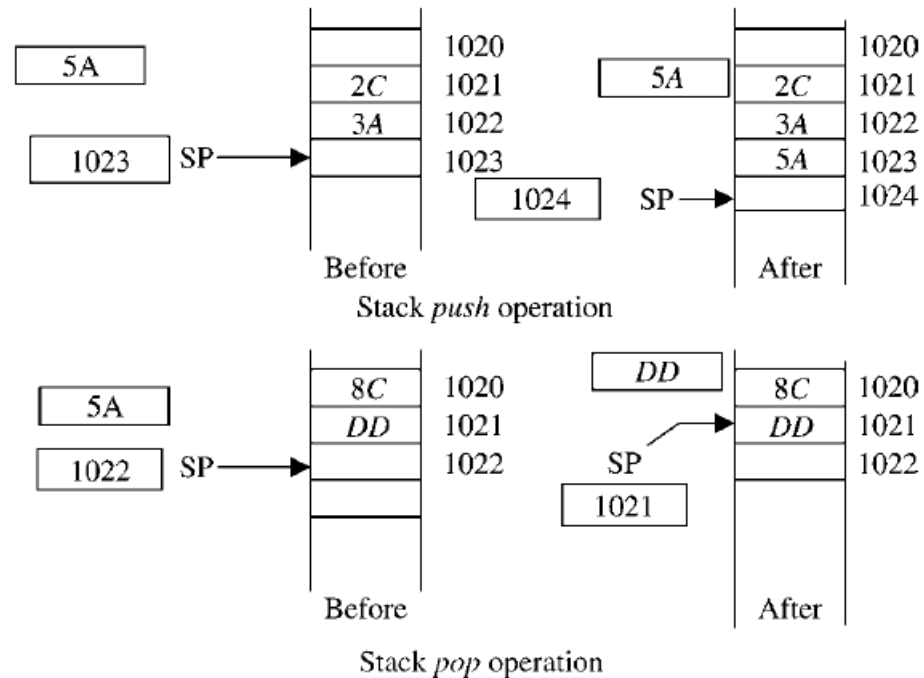 1020
5A
1020
2C
1021
5A
2C
1021
3A
1022
3A
1022
1023
SP
1023
5A
1023
1024
SP
1024
Before
After
Stack push operation
8C
1020
DD
8C
1020
5A
DD
1021
DD
1021
1022
SP
1022
SP
1022
1021
Before
After
Stack pop operation